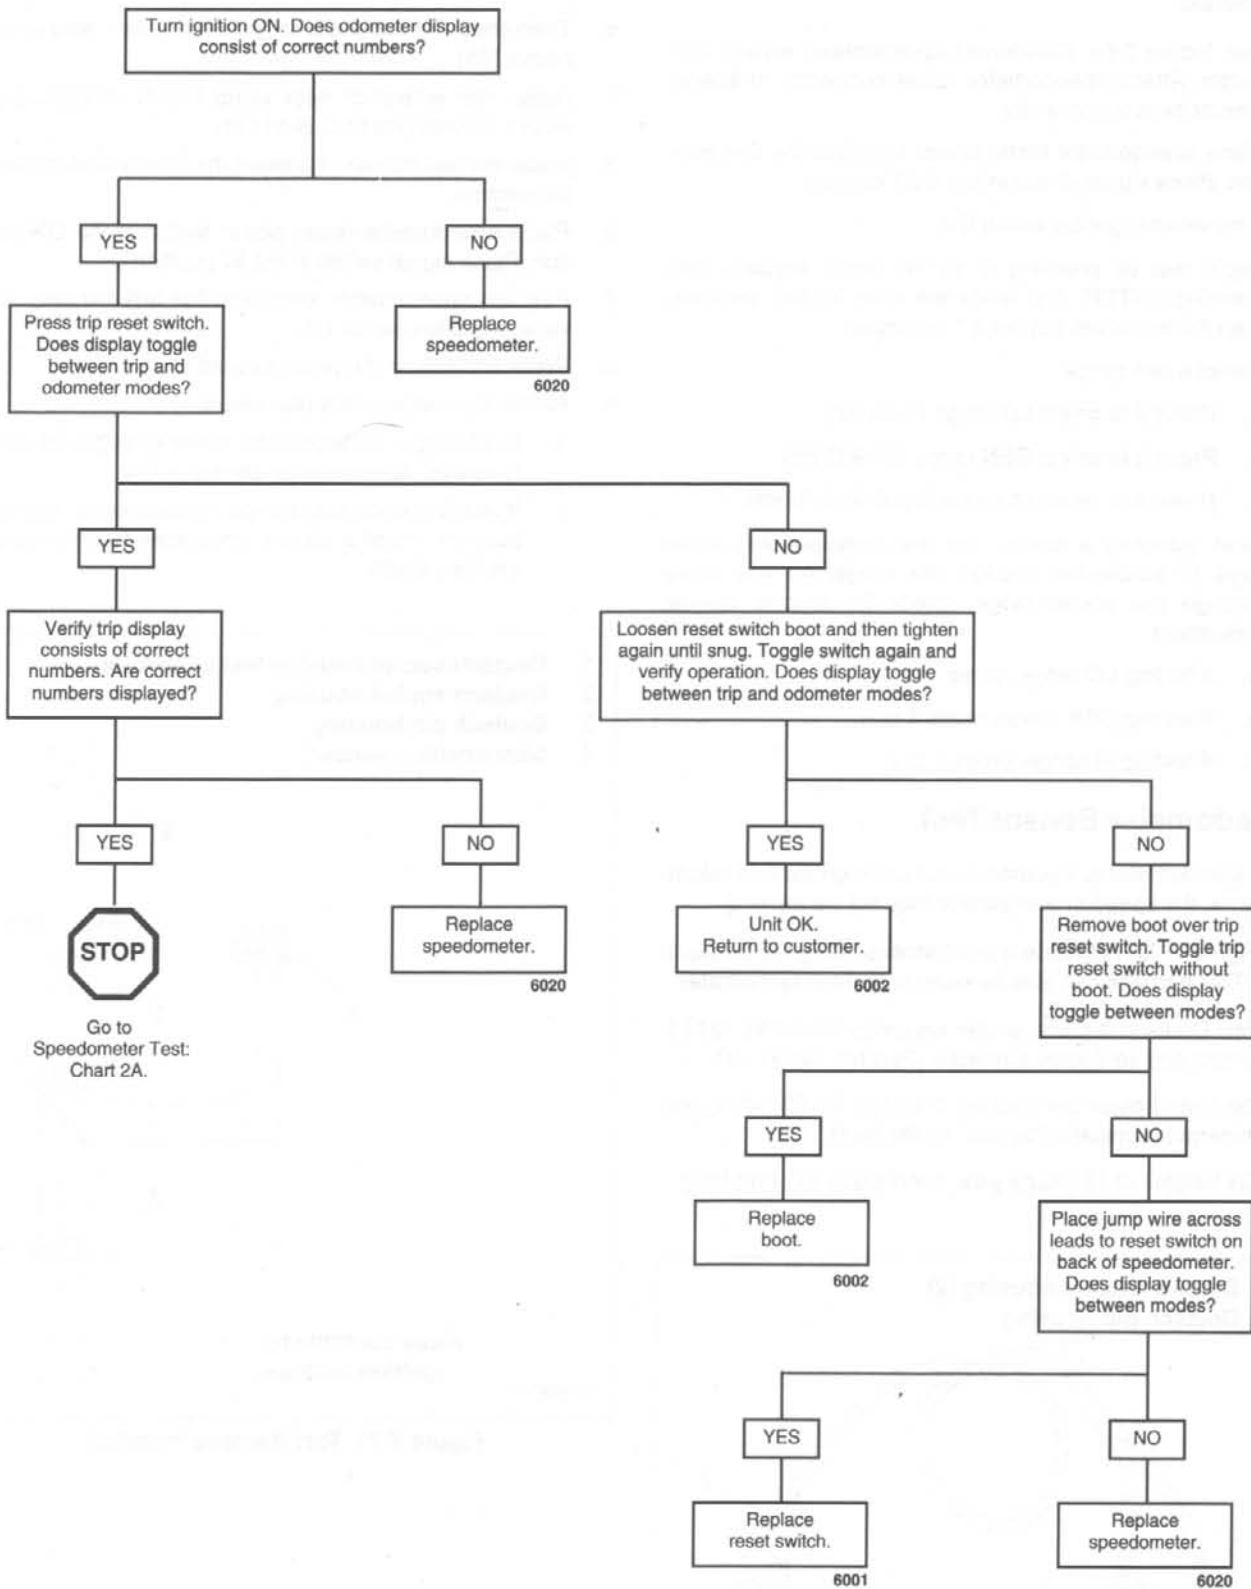 Turn ignition ON. Does odometer display
consist of correct numbers?
YES
NO
Press trip reset switch.
Does display toggle
between trip and
odometer modes?
Replace
speedometer.
6020
YES
NO
Verify trip display
consists of correct
numbers. Are correct
numbers displayed?
Loosen reset switch boot and then tighten
again until snug. Toggle switch again and
verify operation. Does display toggle
between trip and odometer modes?
YES
NO
YES
NO
STOP
Go to
Speedometer Test:
Chart 2A.
Replace
speedometer.
6020
Unit OK.
Return to customer.
6002
Remove boot over trip
reset switch. Toggle trip
reset switch without
boot. Does display
toggle between modes?
YES
NO
Replace
boot.
6002
Place jump wire across
leads to reset switch on
back of speedometer.
Does display toggle
between modes?
YES
NO
Replace
reset switch.
6001
Replace
speedometer.
6020